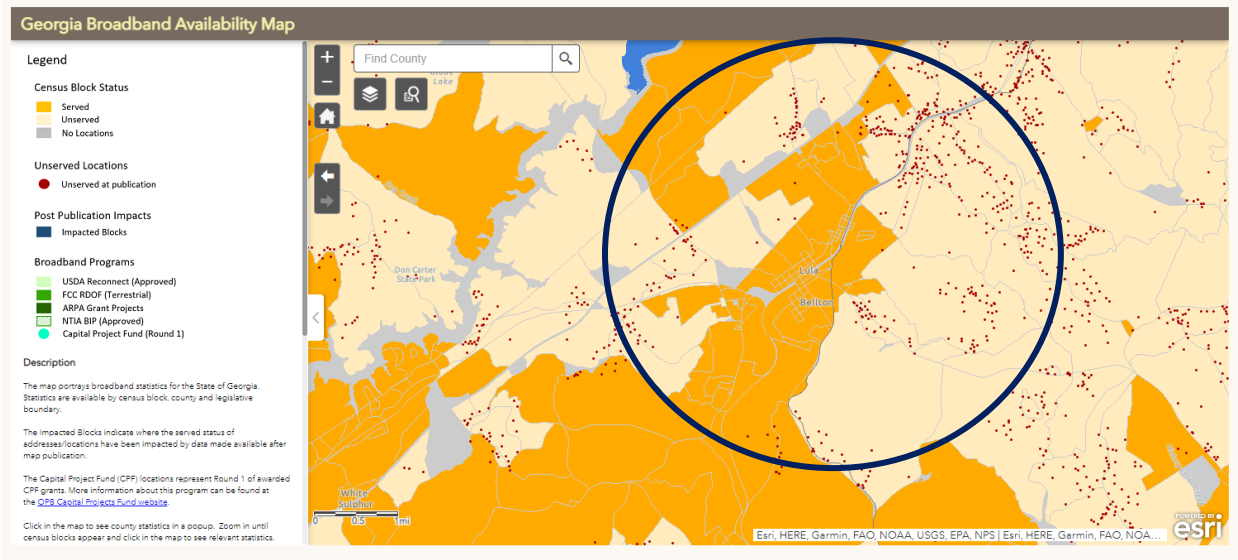 Georgia Broadband Availability Map
Legend
Census Block Status
Served
Unserved
No Locations
Unserved Locations
Unserved at publication
Post Publication Impacts
Impacted Blocks
Broadband Programs
USDA Reconnect (Approved)
FCC RDOF (Terrestrial)
ARPA Grant Projects
NTIA BIP (Approved)
Capital Project Fund (Round 1)
Description
The map portrays broadband statistics for the State of Georgia.
Statistics are available by census block, county and legislative
boundary.
The Impacted Blocks indicate where the served status of
addresses/locations have been impacted by data made available after
map publication.
The Capital Project Fund (CPF) locations represent Round 1 of awarded
CPF grants. More information about this program can be found at
the OPB Capital Projects Fund website.
Click in the map to see county statistics in a popup. Zoom in until
census blocks appear and click in the map to see relevant statistics.
+
−
Find County
Lake
Don Carter
State Park
Lula
Bellton
White
Sulphur
0 0.5 1mi
Esri, HERE, Garmin, FAO, NOAA, USGS, EPA, NPS | Esri, HERE, Garmin, FAO, NOA...
POWERED BY
esri